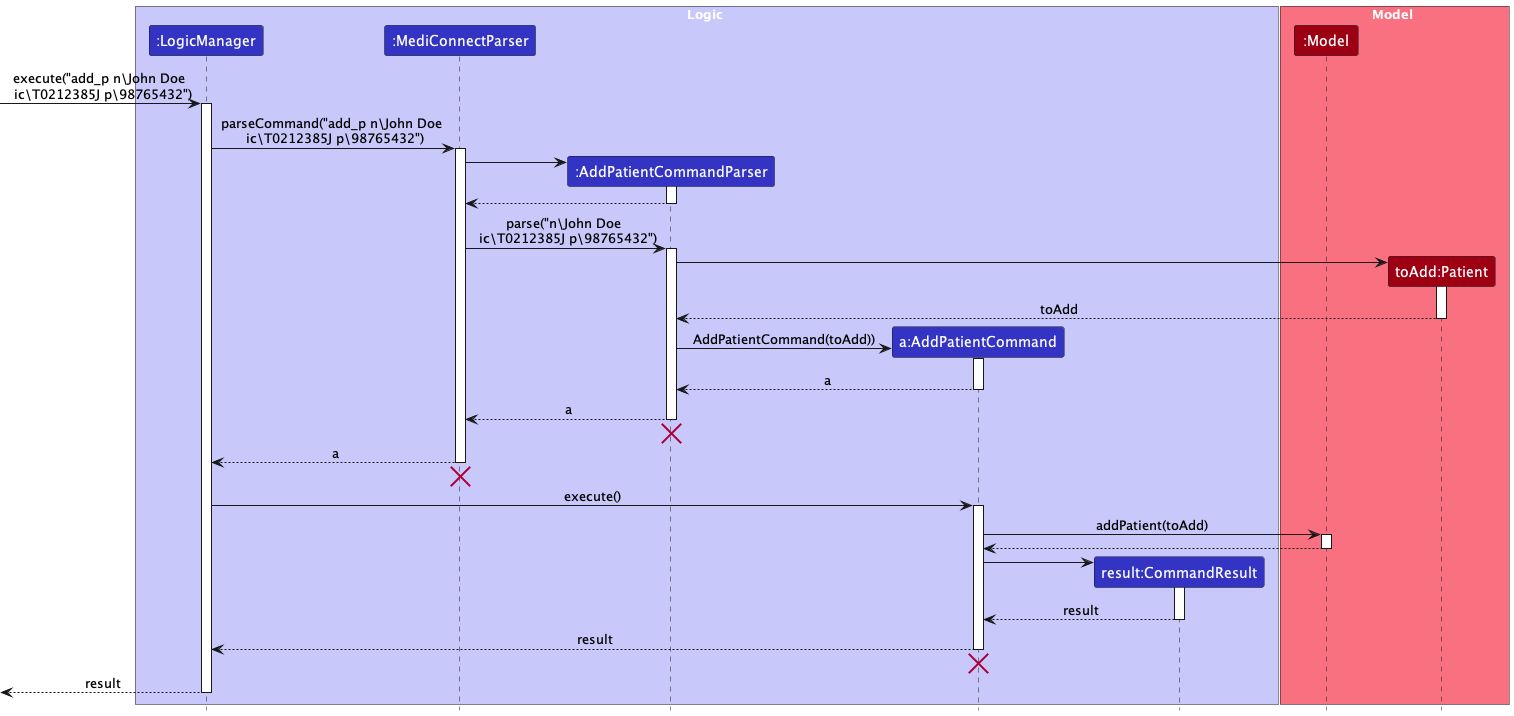 Logic
Model
:LogicManager
:MediConnectParser
:Model
execute("add_p n\John Doe
ic\T0212385J p\98765432")
parseCommand("add_p n\John Doe
ic\T0212385J p\98765432")
:AddPatientCommandParser
parse("n\John Doe
ic\T0212385J p\98765432")
toAdd:Patient
toAdd
AddPatientCommand(toAdd))
a:AddPatientCommand
a
a
a
execute()
addPatient(toAdd)
result:CommandResult
result
result
result